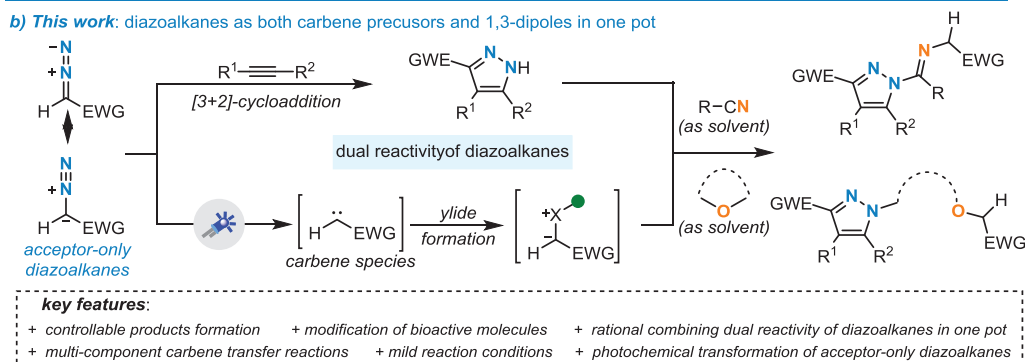 b) This work: diazoalkanes as both carbene precusors and 1,3-dipoles in one pot
− N
+ N
H EWG
N
+ N
H − EWG
acceptor-only
diazoalkanes
R1 R2
[3+2]-cycloaddition
GWE N NH
R1 R2
dual reactivityof diazoalkanes
H EWG
carbene species
ylide
formation
+ X
H − EWG
R−CN
(as solvent)
O
(as solvent)
H
N EWG
GWE N N
R
R1 R2
GWE N N O H
EWG
R1 R2
key features:
+ controllable products formation + modification of bioactive molecules + rational combining dual reactivity of diazoalkanes in one pot
+ multi-component carbene transfer reactions + mild reaction conditions + photochemical transformation of acceptor-only diazoalkanes